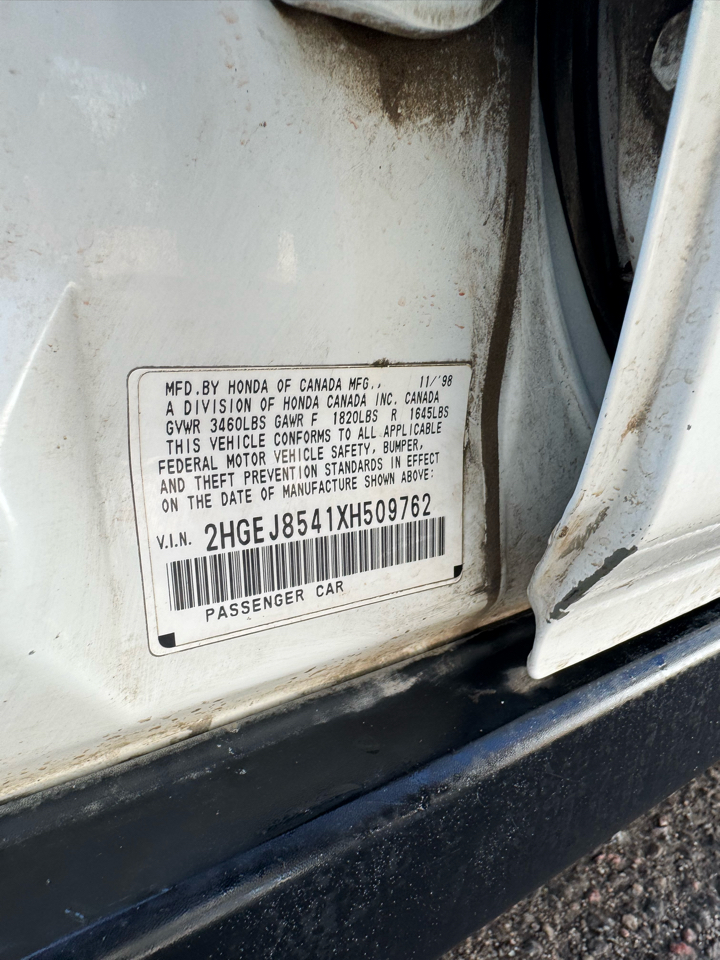 MFD.BY HONDA OF CANADA MFG., 11/'98
A DIVISION OF HONDA CANADA INC. CANADA
GVWR 3460LBS GAWR F 1820LBS R 1645LBS
THIS VEHICLE CONFORMS TO ALL APPLICABLE
FEDERAL MOTOR VEHICLE SAFETY, BUMPER,
AND THEFT PREVENTION STANDARDS IN EFFECT
ON THE DATE OF MANUFACTURE SHOWN ABOVE:
V.I.N. 2HGEJ8541XH509762
PASSENGER CAR